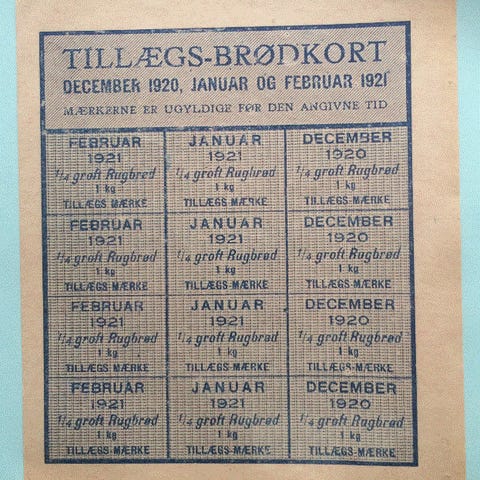 TILLÆGS-BRØDKORT
DECEMBER 1920, JANUAR OG FEBRUAR 1921
MÆRKERNE ER UGYLDIGE FØR DEN ANGIVNE TID
FEBRUAR JANUAR DECEMBER
1921 1921 1920
1/4 groft Rugbrød 1/4 groft Rugbrød 1/4 groft Rugbrød
1 kg 1 kg 1 kg
TILLÆGS-MÆRKE TILLÆGS-MÆRKE TILLÆGS-MÆRKE
FEBRUAR JANUAR DECEMBER
1921 1921 1920
1/4 groft Rugbrød 1/4 groft Rugbrød 1/4 groft Rugbrød
1 kg 1 kg 1 kg
TILLÆGS-MÆRKE TILLÆGS-MÆRKE TILLÆGS-MÆRKE
FEBRUAR JANUAR DECEMBER
1921 1921 1920
1/4 groft Rugbrød 1/4 groft Rugbrød 1/4 groft Rugbrød
1 kg 1 kg 1 kg
TILLÆGS-MÆRKE TILLÆGS-MÆRKE TILLÆGS-MÆRKE
FEBRUAR JANUAR DECEMBER
1921 1921 1920
1/4 groft Rugbrød 1/4 groft Rugbrød 1/4 groft Rugbrød
1 kg 1 kg 1 kg
TILLÆGS-MÆRKE TILLÆGS-MÆRKE TILLÆGS-MÆRKE